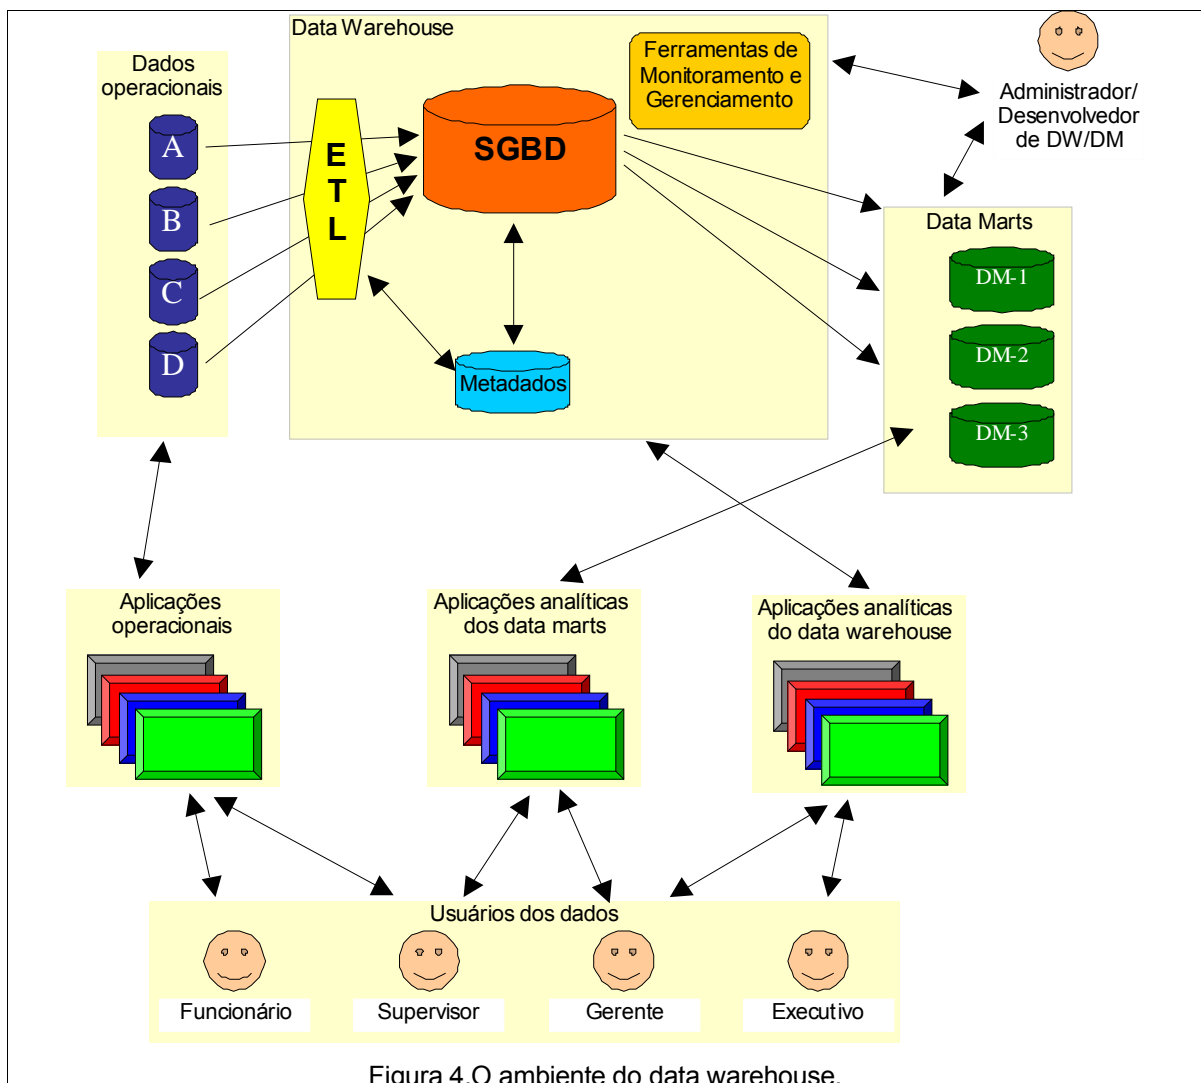 Data Warehouse
Dados
operacionais
A
B
C
D
E
T
L
SGBD
Metadados
Ferramentas de
Monitoramento e
Gerenciamento
Administrador/
Desenvolvedor
de DW/DM
Data Marts
DM-1
DM-2
DM-3
Aplicações
operacionais
Aplicações analíticas
dos data marts
Aplicações analíticas
do data warehouse
Usuários dos dados
Funcionário
Supervisor
Gerente
Executivo
Figura 4.O ambiente do data warehouse.